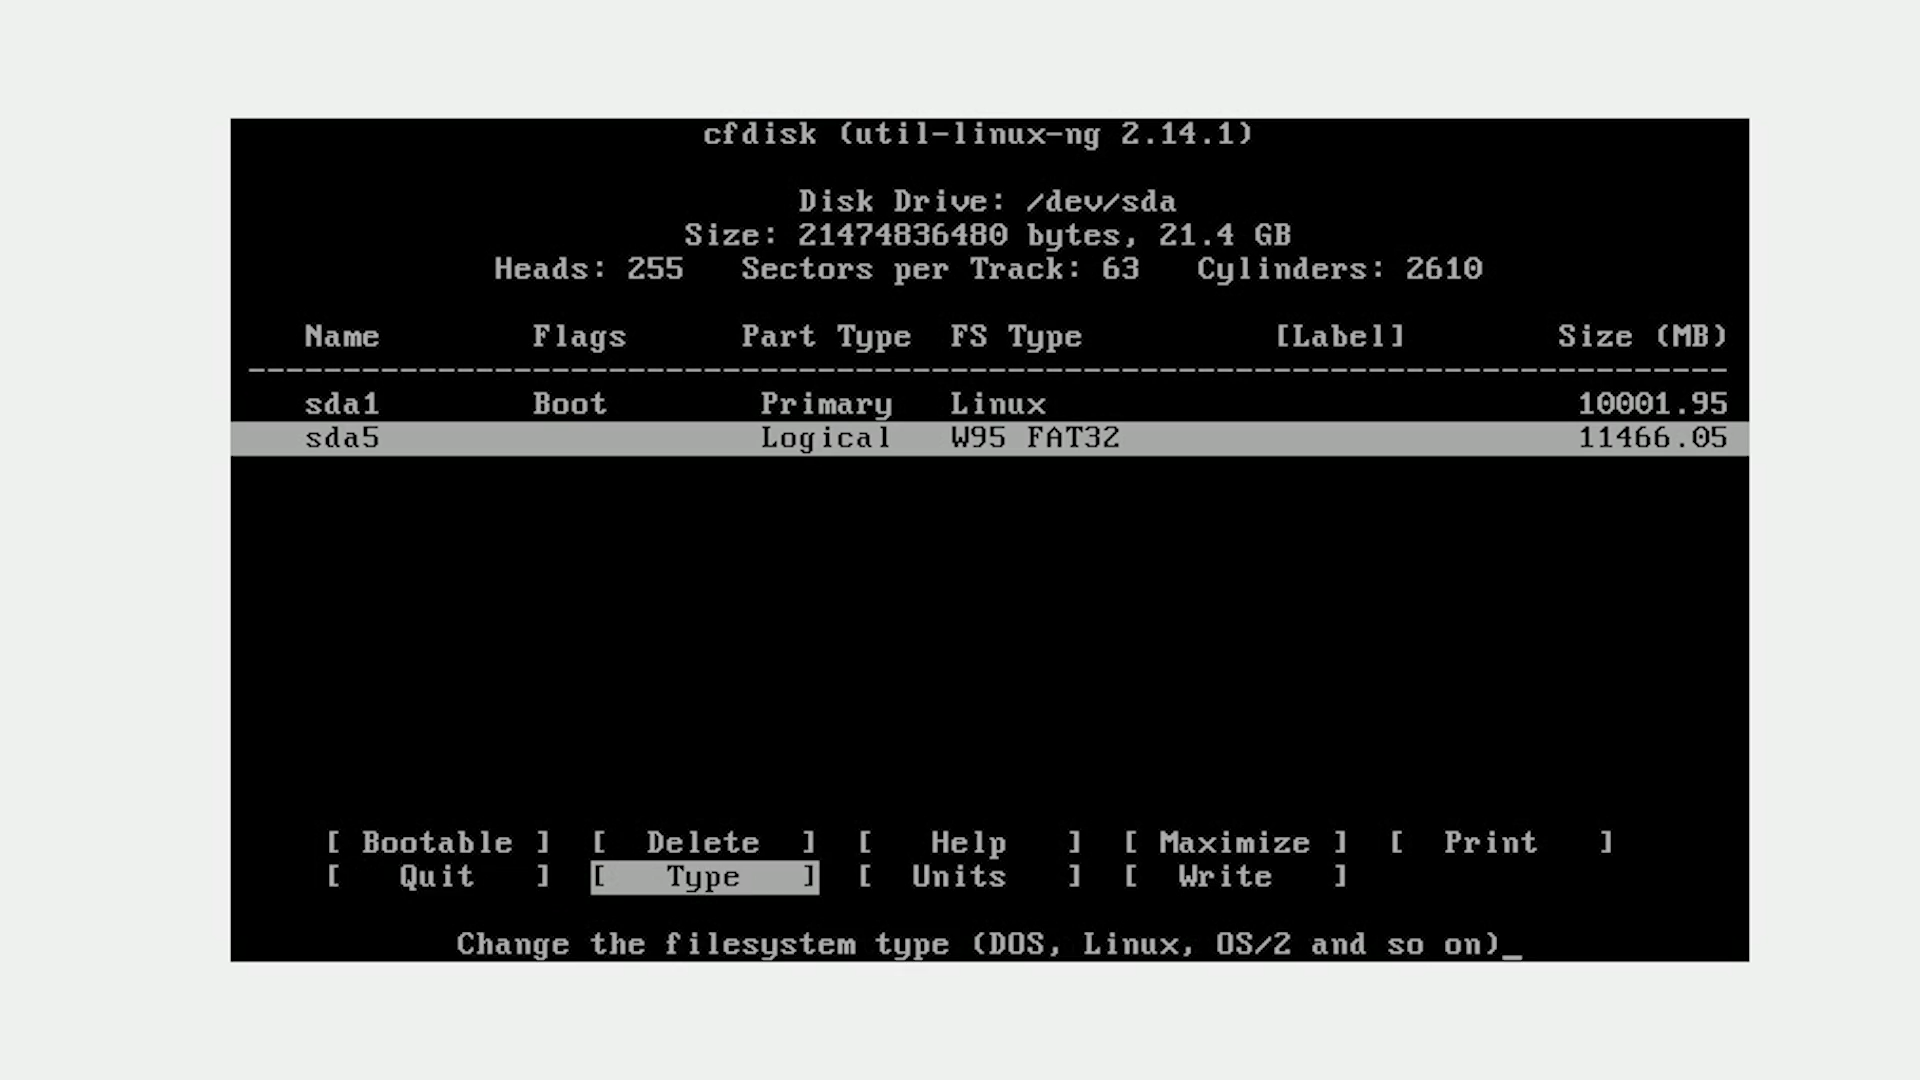 cfdisk (util-linux-ng 2.14.1)
Disk Drive: /dev/sda
Size: 21474836480 bytes, 21.4 GB
Heads: 255 Sectors per Track: 63 Cylinders: 2610
Name Flags Part Type FS Type [Label] Size (MB)
------------------------------------------------------------------------------
sda1 Boot Primary Linux 10001.95
sda5 Logical W95 FAT32 11466.05
[ Bootable ] [ Delete ] [ Help ] [ Maximize ] [ Print ]
[ Quit ] [ Type ] [ Units ] [ Write ]
Change the filesystem type (DOS, Linux, OS/2 and so on)_